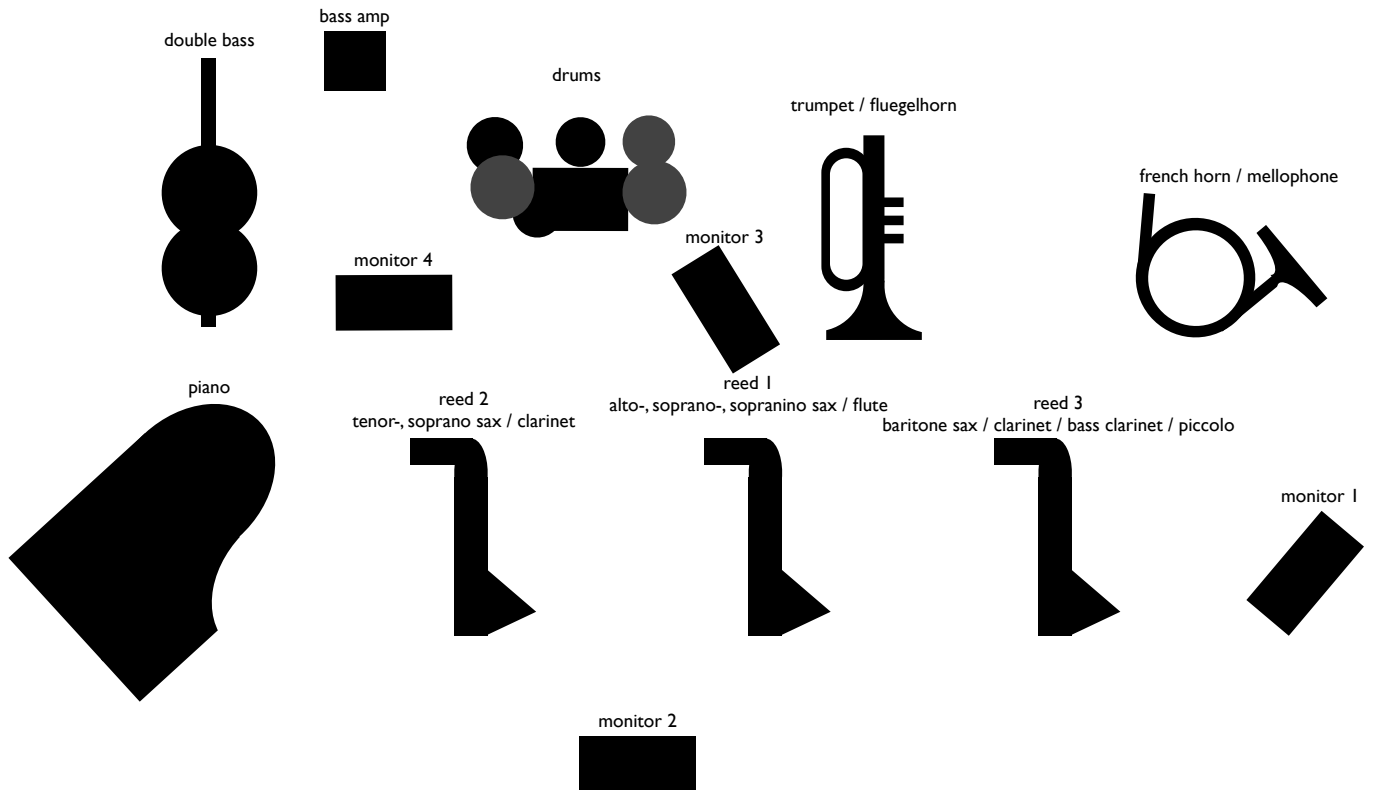 bass amp
double bass
drums
trumpet / fluegelhorn
french horn / mellophone
monitor 3
monitor 4
piano
reed 1
alto-, soprano-, sopranino sax / flute
reed 2
tenor-, soprano sax / clarinet
reed 3
baritone sax / clarinet / bass clarinet / piccolo
monitor 1
monitor 2